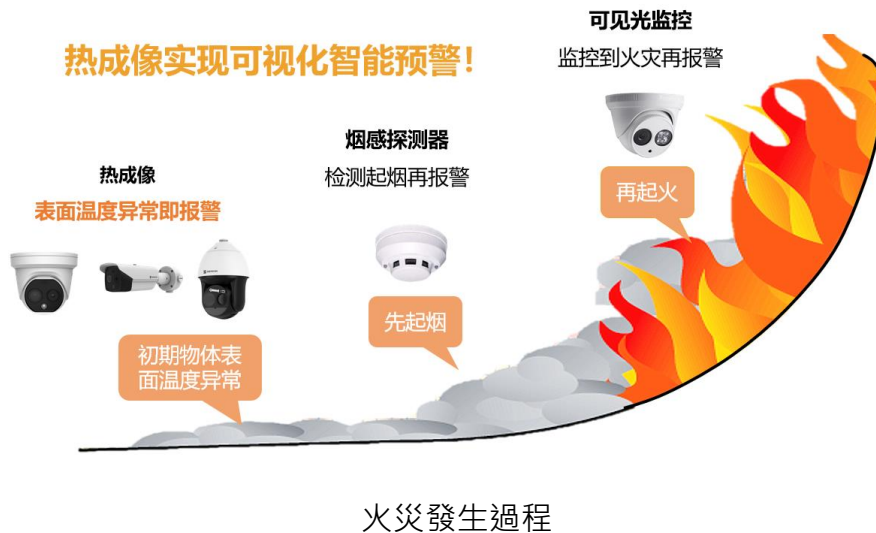 热成像实现可视化智能预警!
可见光监控
监控到火灾再报警
烟感探测器
检测起烟再报警
热成像
表面温度异常即报警
再起火
先起烟
初期物体表
面温度异常
火災發生過程